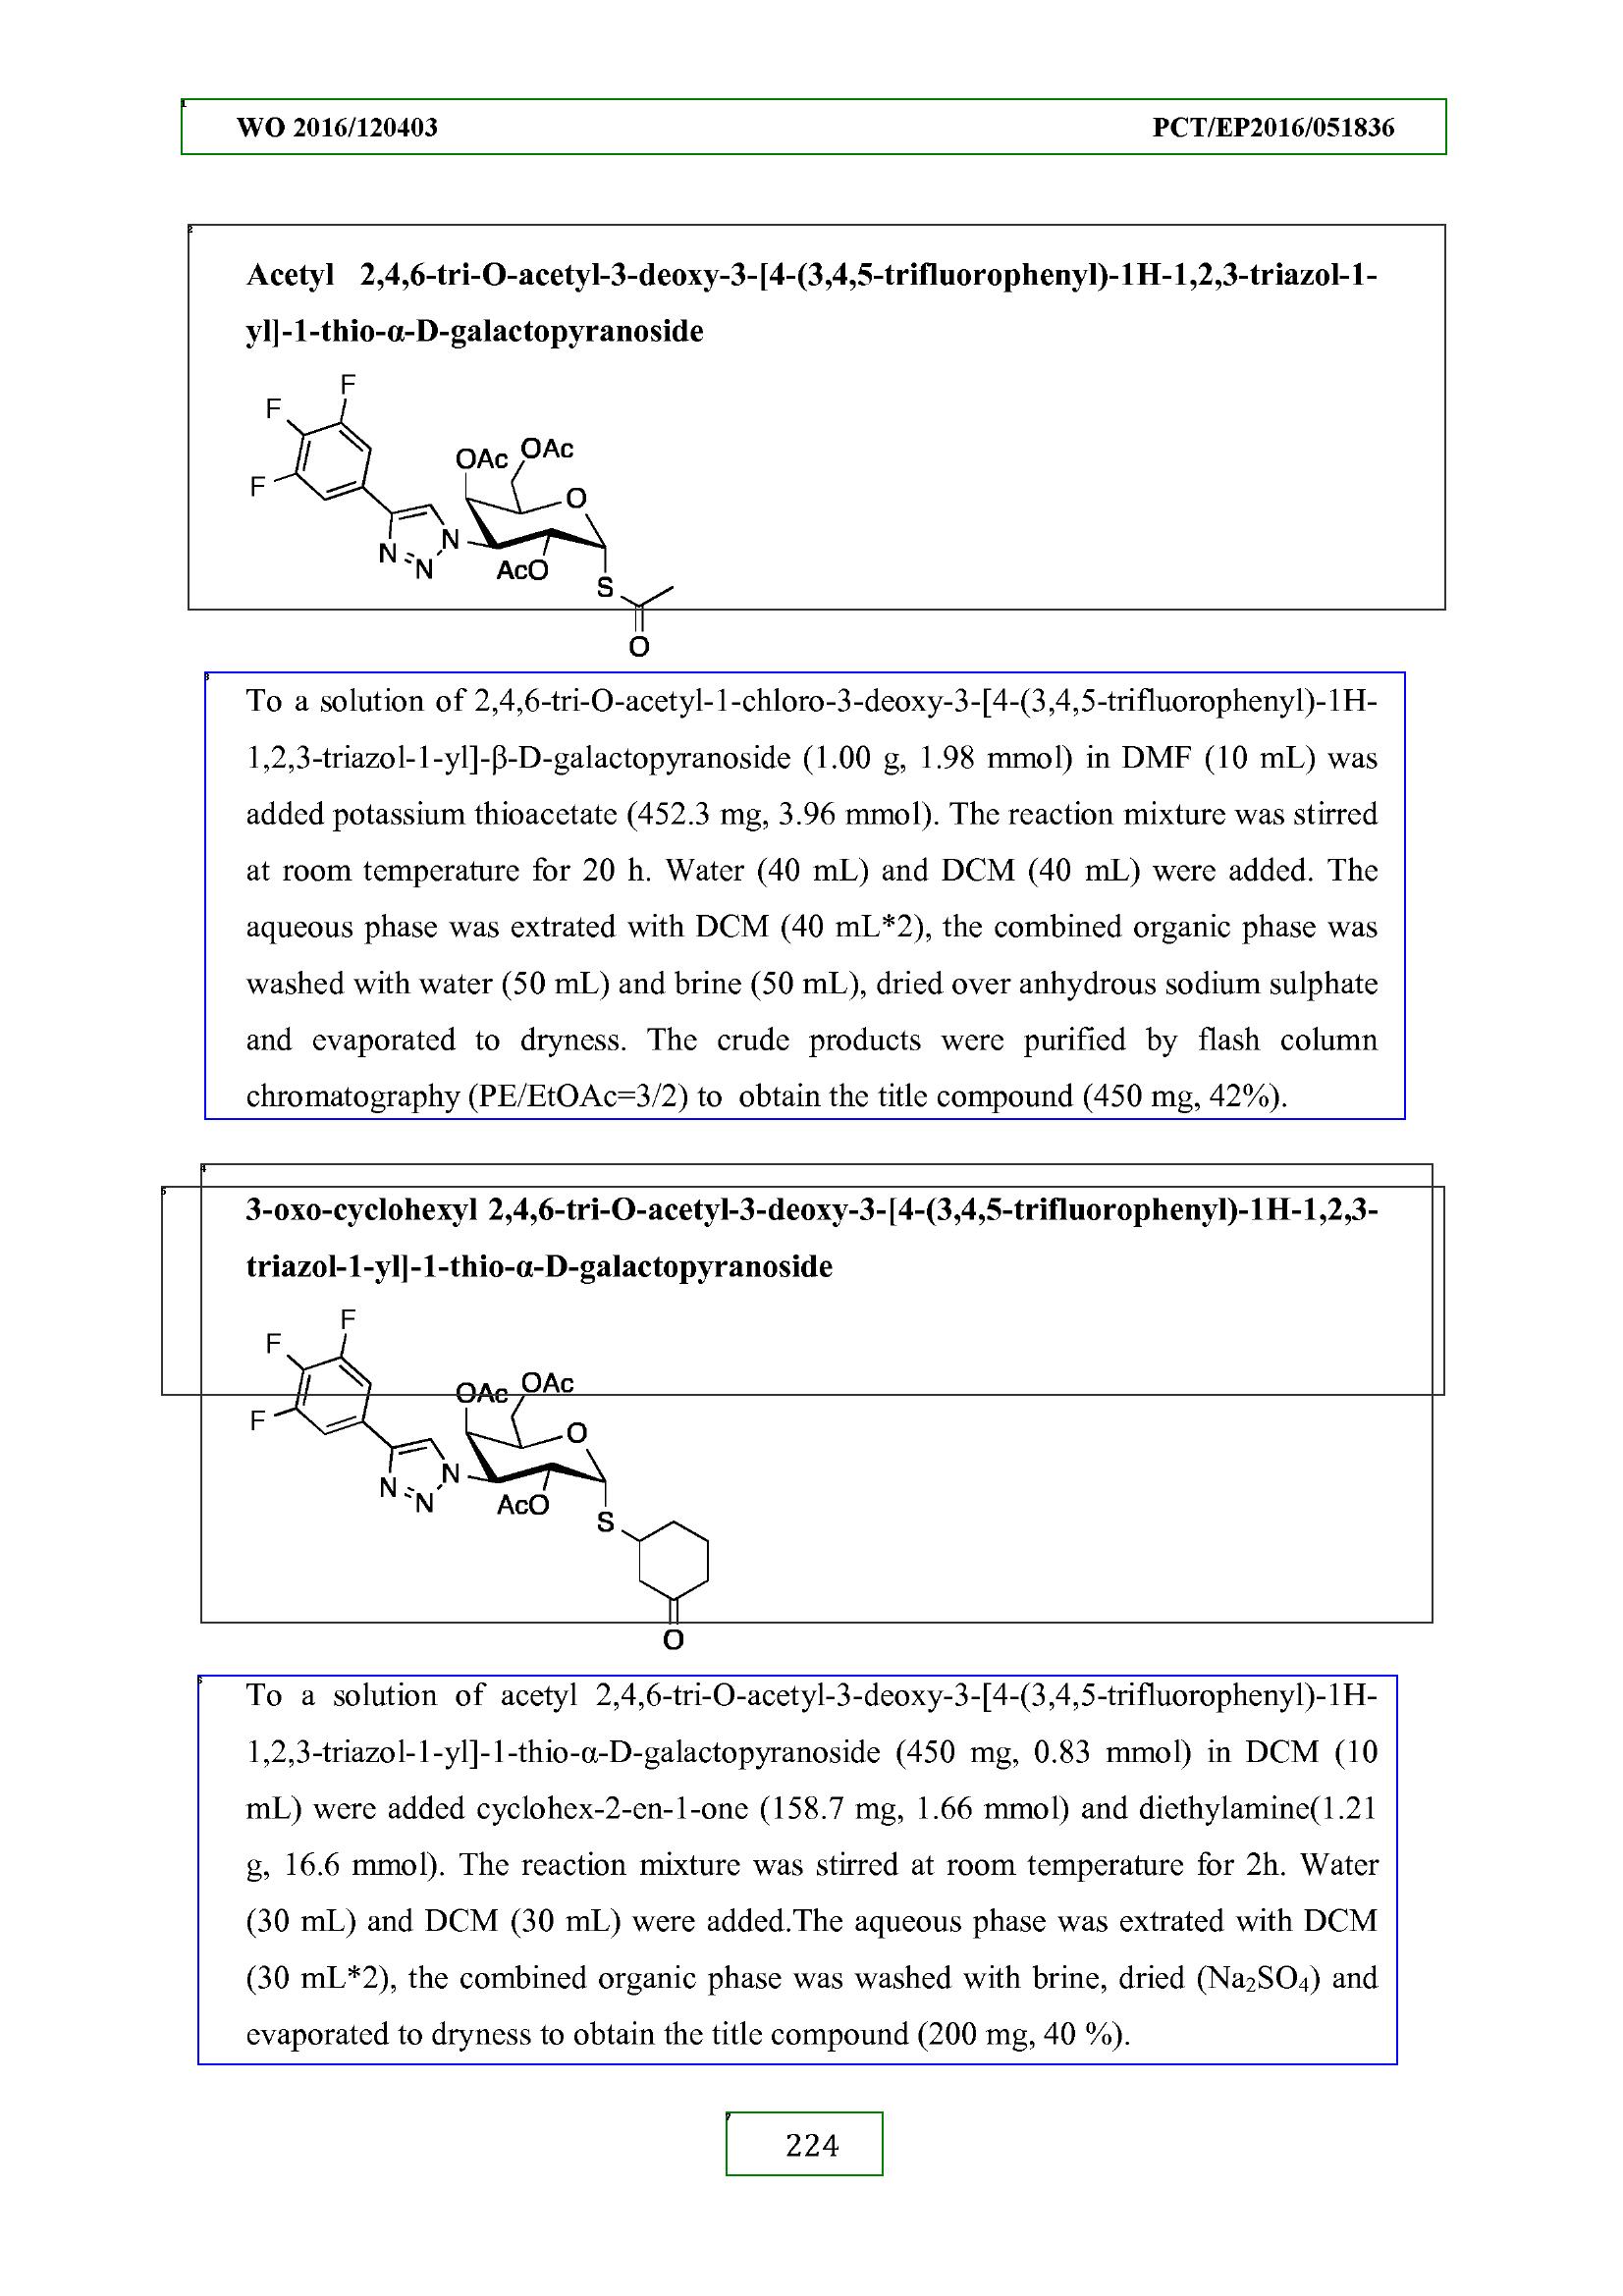 WO 2016/120403 PCT/EP2016/051836
Acetyl 2,4,6-tri-O-acetyl-3-deoxy-3-[4-(3,4,5-trifluorophenyl)-1H-1,2,3-triazol-1-
yl]-1-thio-α-D-galactopyranoside
F
F
F
OAc
OAc
O
N
N
N
AcO
S
O
To a solution of 2,4,6-tri-O-acetyl-1-chloro-3-deoxy-3-[4-(3,4,5-trifluorophenyl)-1H-
1,2,3-triazol-1-yl]-β-D-galactopyranoside (1.00 g, 1.98 mmol) in DMF (10 mL) was
added potassium thioacetate (452.3 mg, 3.96 mmol). The reaction mixture was stirred
at room temperature for 20 h. Water (40 mL) and DCM (40 mL) were added. The
aqueous phase was extrated with DCM (40 mL*2), the combined organic phase was
washed with water (50 mL) and brine (50 mL), dried over anhydrous sodium sulphate
and evaporated to dryness. The crude products were purified by flash column
chromatography (PE/EtOAc=3/2) to obtain the title compound (450 mg, 42%).
3-oxo-cyclohexyl 2,4,6-tri-O-acetyl-3-deoxy-3-[4-(3,4,5-trifluorophenyl)-1H-1,2,3-
triazol-1-yl]-1-thio-α-D-galactopyranoside
F
F
F
OAc
OAc
O
N
N
N
AcO
S
O
To a solution of acetyl 2,4,6-tri-O-acetyl-3-deoxy-3-[4-(3,4,5-trifluorophenyl)-1H-
1,2,3-triazol-1-yl]-1-thio-α-D-galactopyranoside (450 mg, 0.83 mmol) in DCM (10
mL) were added cyclohex-2-en-1-one (158.7 mg, 1.66 mmol) and diethylamine(1.21
g, 16.6 mmol). The reaction mixture was stirred at room temperature for 2h. Water
(30 mL) and DCM (30 mL) were added.The aqueous phase was extrated with DCM
(30 mL*2), the combined organic phase was washed with brine, dried (Na₂SO₄) and
evaporated to dryness to obtain the title compound (200 mg, 40 %).
224